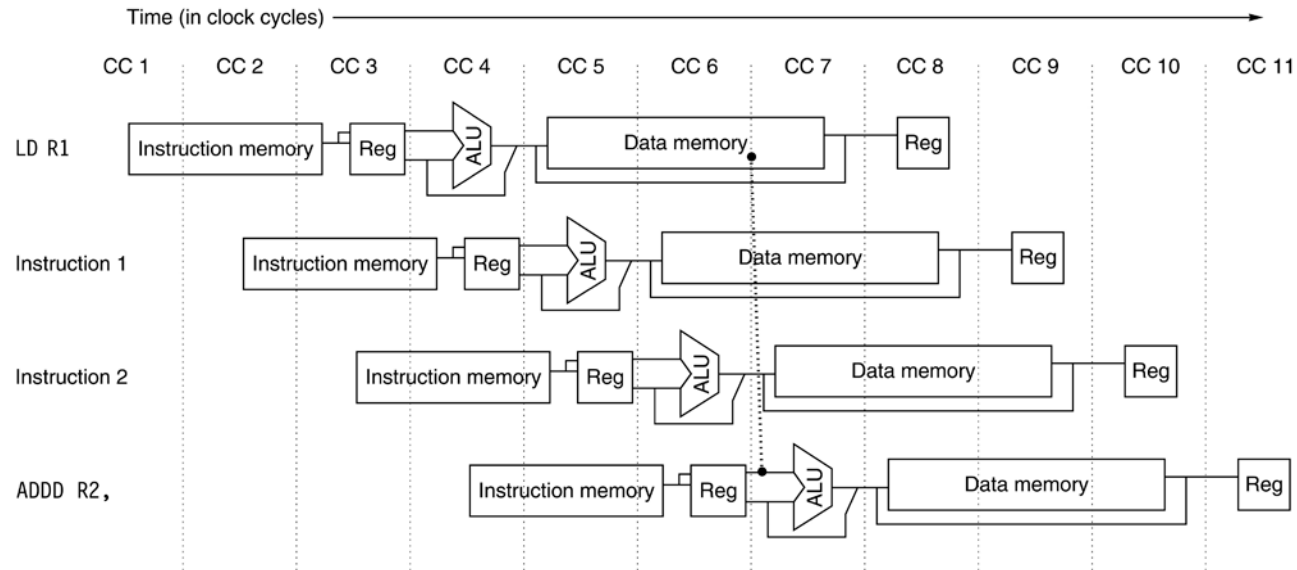 Time (in clock cycles)
CC 1 CC 2 CC 3 CC 4 CC 5 CC 6 CC 7 CC 8 CC 9 CC 10 CC 11
LD R1 Instruction memory Reg ALU Data memory Reg
Instruction 1 Instruction memory Reg ALU Data memory Reg
Instruction 2 Instruction memory Reg ALU Data memory Reg
ADDD R2, Instruction memory Reg ALU Data memory Reg